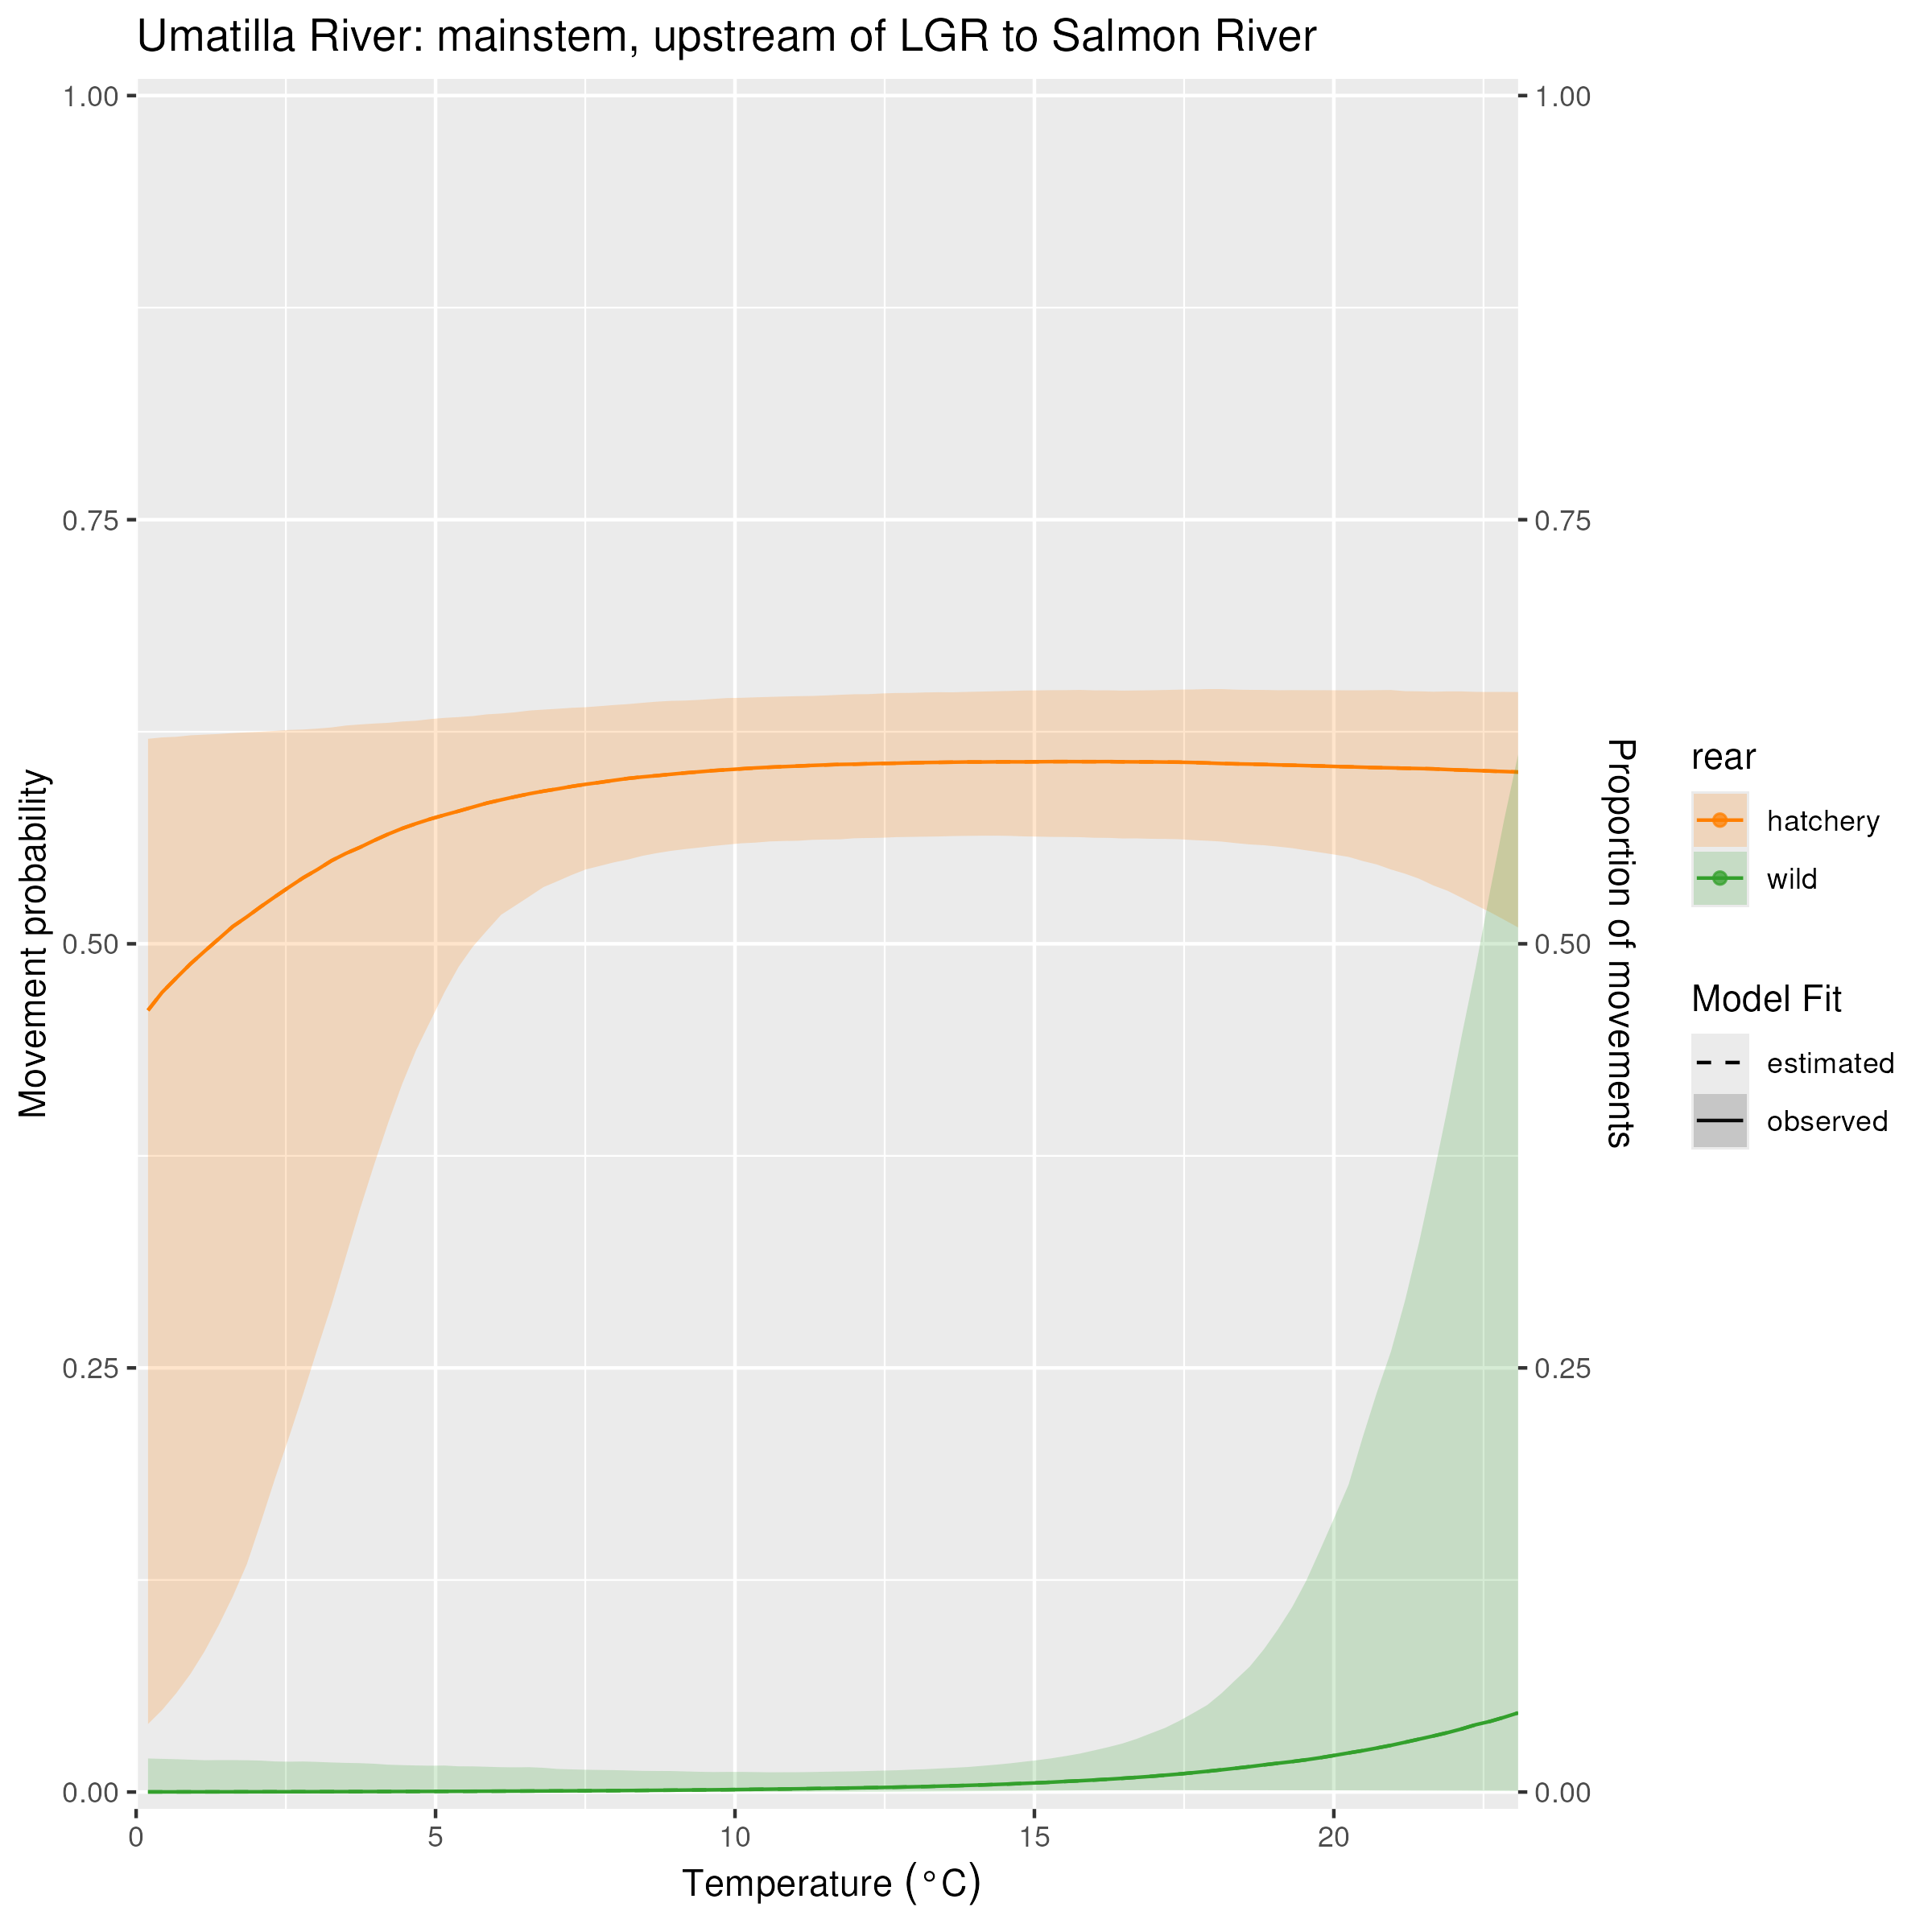 Umatilla River: mainstem, upstream of LGR to Salmon River
1.00
0.75
0.50
0.25
0.00
Movement probability
1.00
0.75
0.50
0.25
0.00
Proportion of movements
0
5
10
15
20
Temperature (°C)
rear
hatchery
wild
Model Fit
estimated
observed